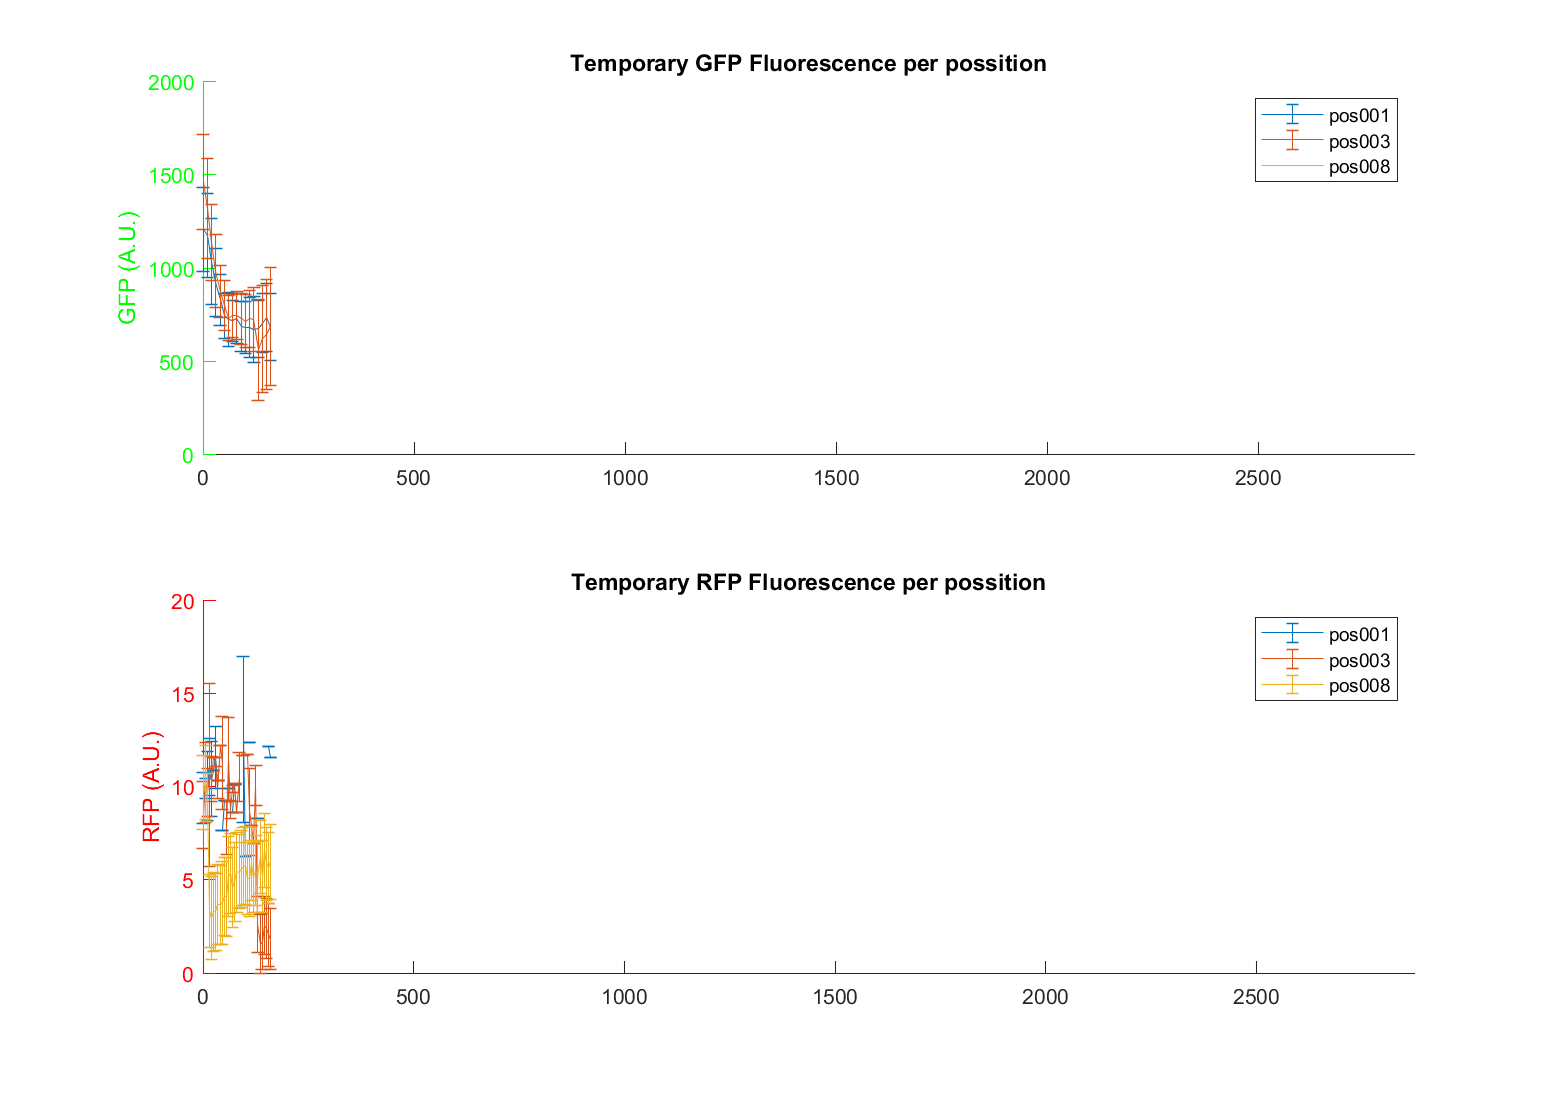 Temporary GFP Fluorescence per possition
GFP (A.U.)
2000
1500
1000
500
0
0 500 1000 1500 2000 2500
pos001
pos003
pos008
Temporary RFP Fluorescence per possition
RFP (A.U.)
20
15
10
5
0
0 500 1000 1500 2000 2500
pos001
pos003
pos008